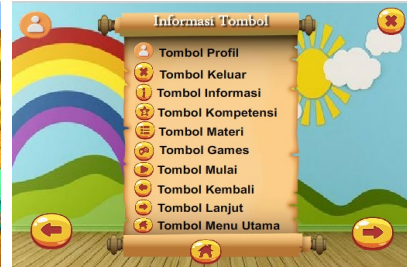 Informasi Tombol
Tombol Profil
Tombol Keluar
Tombol Informasi
Tombol Kompetensi
Tombol Materi
Tombol Games
Tombol Mulai
Tombol Kembali
Tombol Lanjut
Tombol Menu Utama